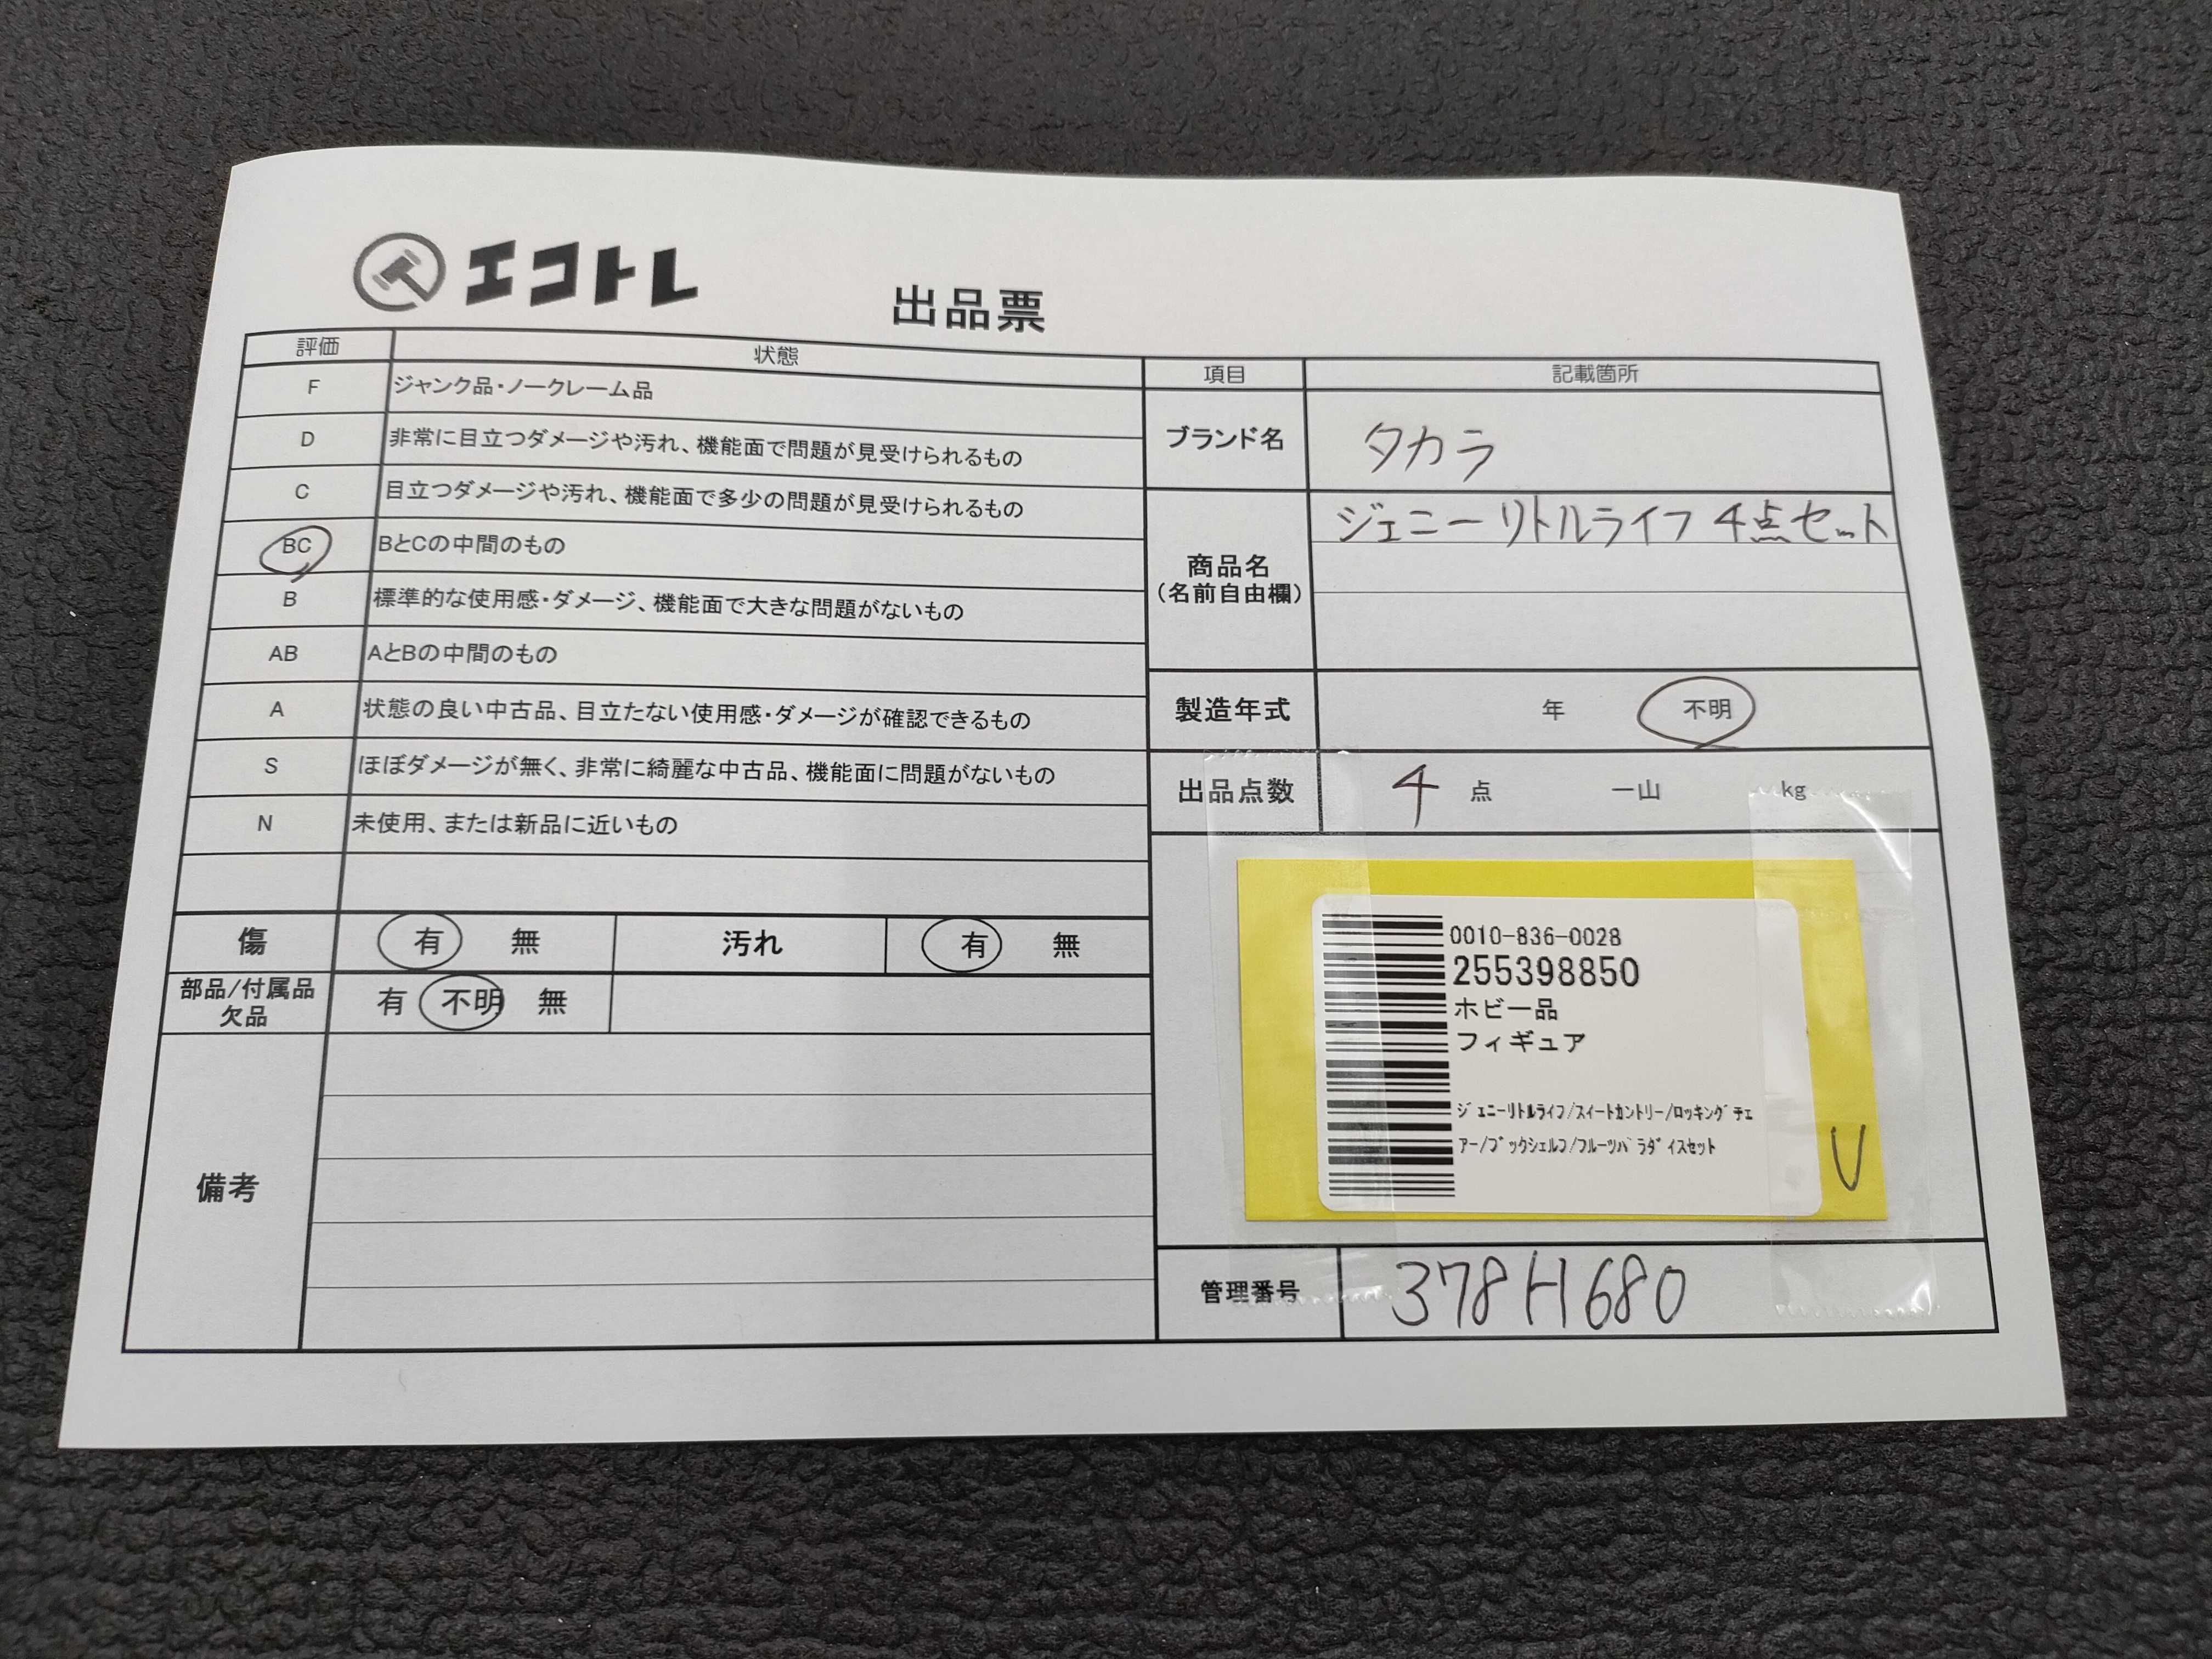 エコトレ
出品票
評価 状態
F ジャンク品・ノークレーム品
D 非常に目立つダメージや汚れ、機能面で問題が見受けられるもの
C 目立つダメージや汚れ、機能面で多少の問題が見受けられるもの
BC BとCの中間のもの
B 標準的な使用感・ダメージ、機能面で大きな問題がないもの
AB AとBの中間のもの
A 状態の良い中古品、目立たない使用感・ダメージが確認できるもの
S ほぼダメージが無く、非常に綺麗な中古品、機能面に問題がないもの
N 未使用、または新品に近いもの
傷 有 無 汚れ 有 無
部品/付属品
欠品
有 不明 無
備考
項目 記載箇所
ブランド名 タカラ
商品名
(名前自由欄)
ジェニーリトルライフ 4点セット
製造年式 年 不明
出品点数 4 点 一山 kg
0010-836-0028
255398850
ホビー品
フィギュア
ｼﾞｪﾆｰﾘﾄﾙﾗｲﾌ/ｽｲｰﾄｶﾝﾄﾘｰ/ﾛｯｷﾝｸﾞﾁｪ
ｱｰ/ﾌﾞｯｸｼｪﾙﾌ/ﾌﾙｰﾂﾊﾟﾗﾀﾞｲｽｾｯﾄ
U
管理番号 378H680